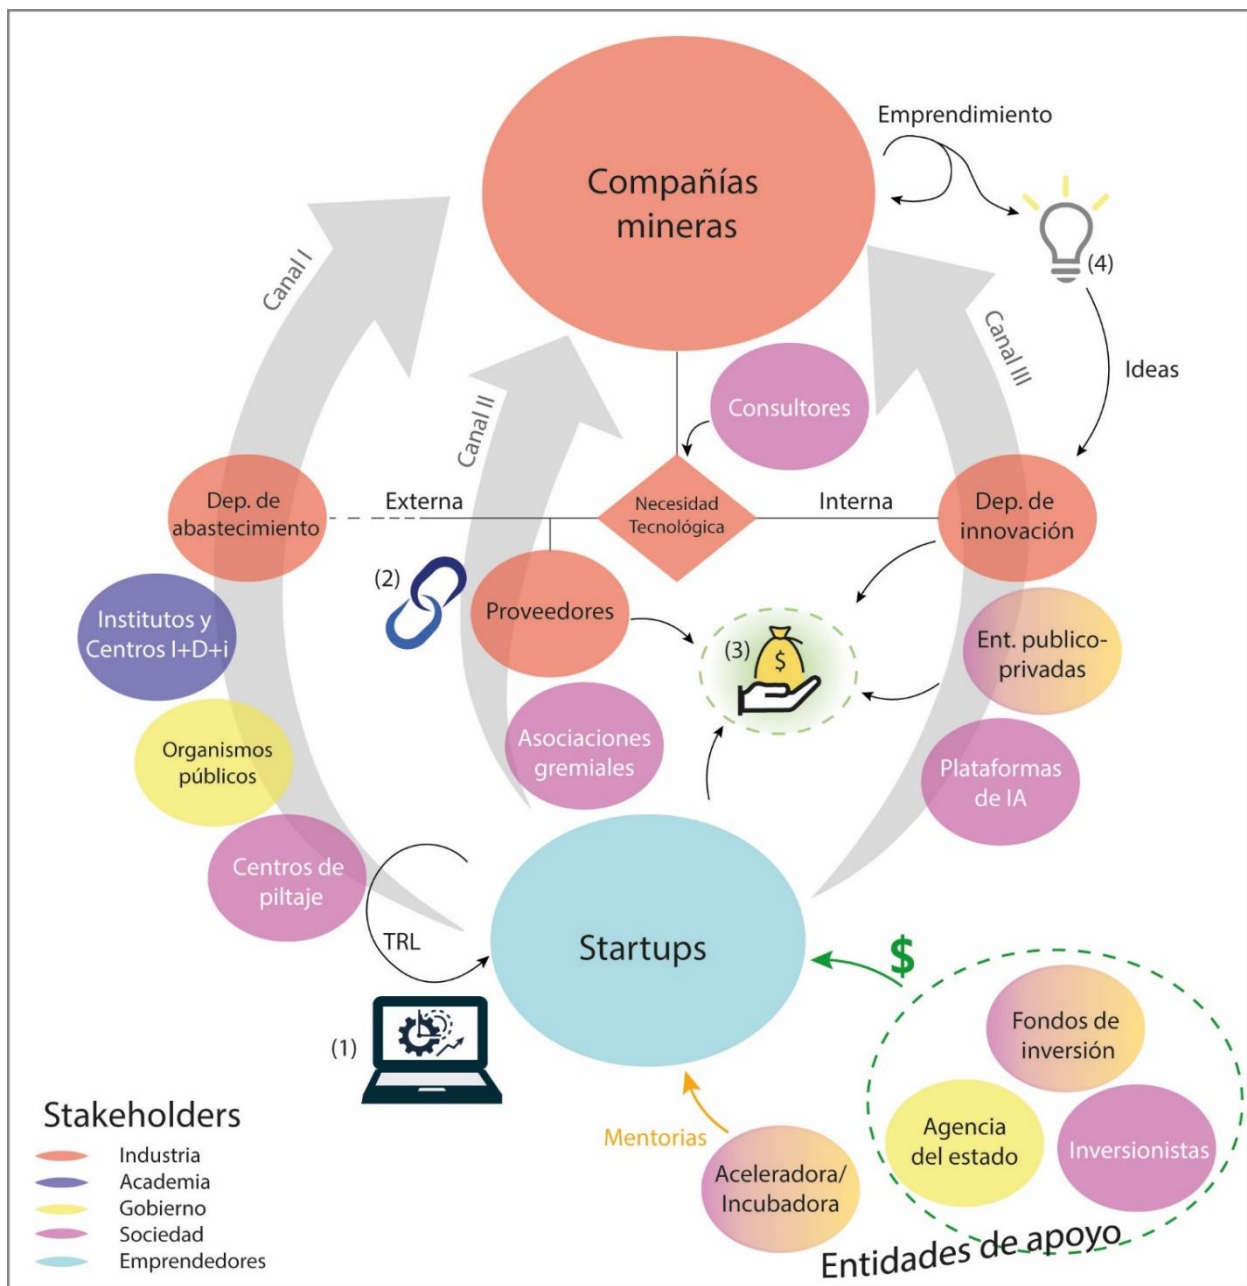 Emprendimiento
Compañías
mineras
(4)
Canal I
Canal II
Canal III
Ideas
Consultores
Dep. de
abastecimiento
Externa
Necesidad
Tecnológica
Interna
Dep. de
innovación
(2)
Proveedores
Institutos y
Centros I+D+i
(3)
$
Ent. publico-
privadas
Organismos
públicos
Asociaciones
gremiales
Plataformas
de IA
Centros de
piltaje
TRL
Startups
$
(1)
Fondos de
inversión
Agencia
del estado
Inversionistas
Mentorias
Aceleradora/
Incubadora
Entidades de apoyo
Stakeholders
Industria
Academia
Gobierno
Sociedad
Emprendedores